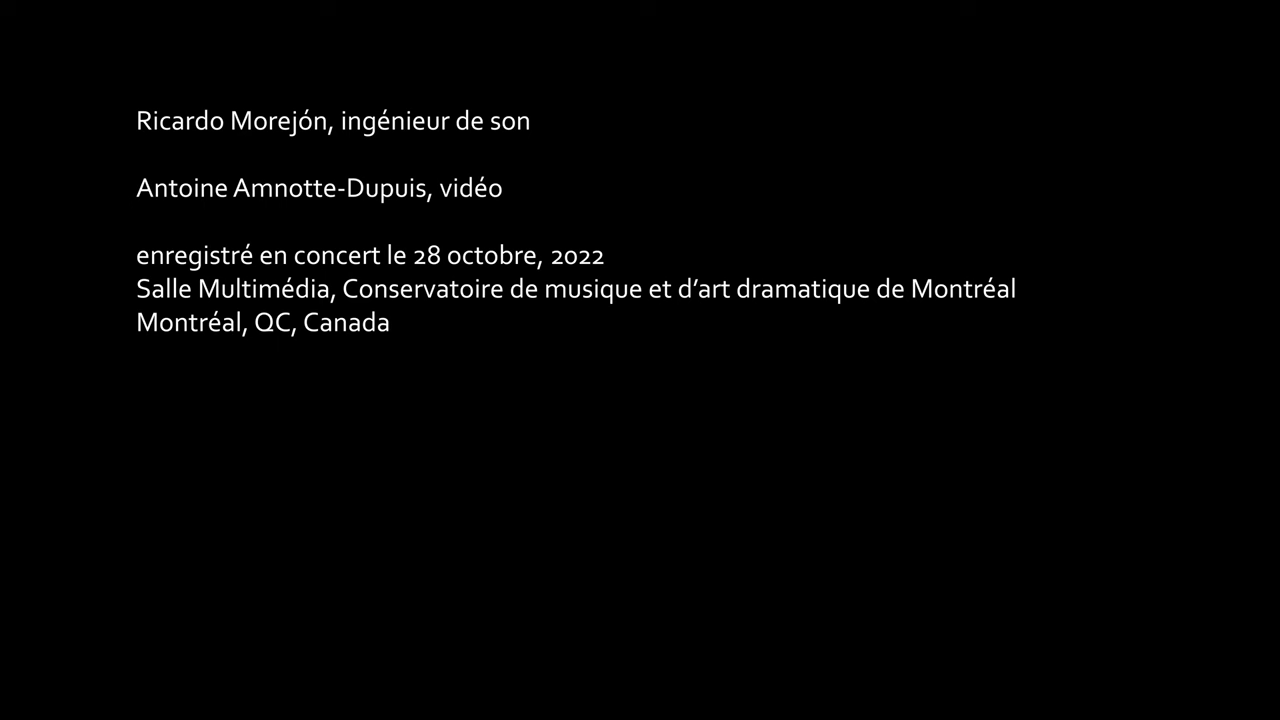 Ricardo Morejón, ingénieur de son
Antoine Amnotte-Dupuis, vidéo
enregistré en concert le 28 octobre, 2022
Salle Multimédia, Conservatoire de musique et d’art dramatique de Montréal
Montréal, QC, Canada